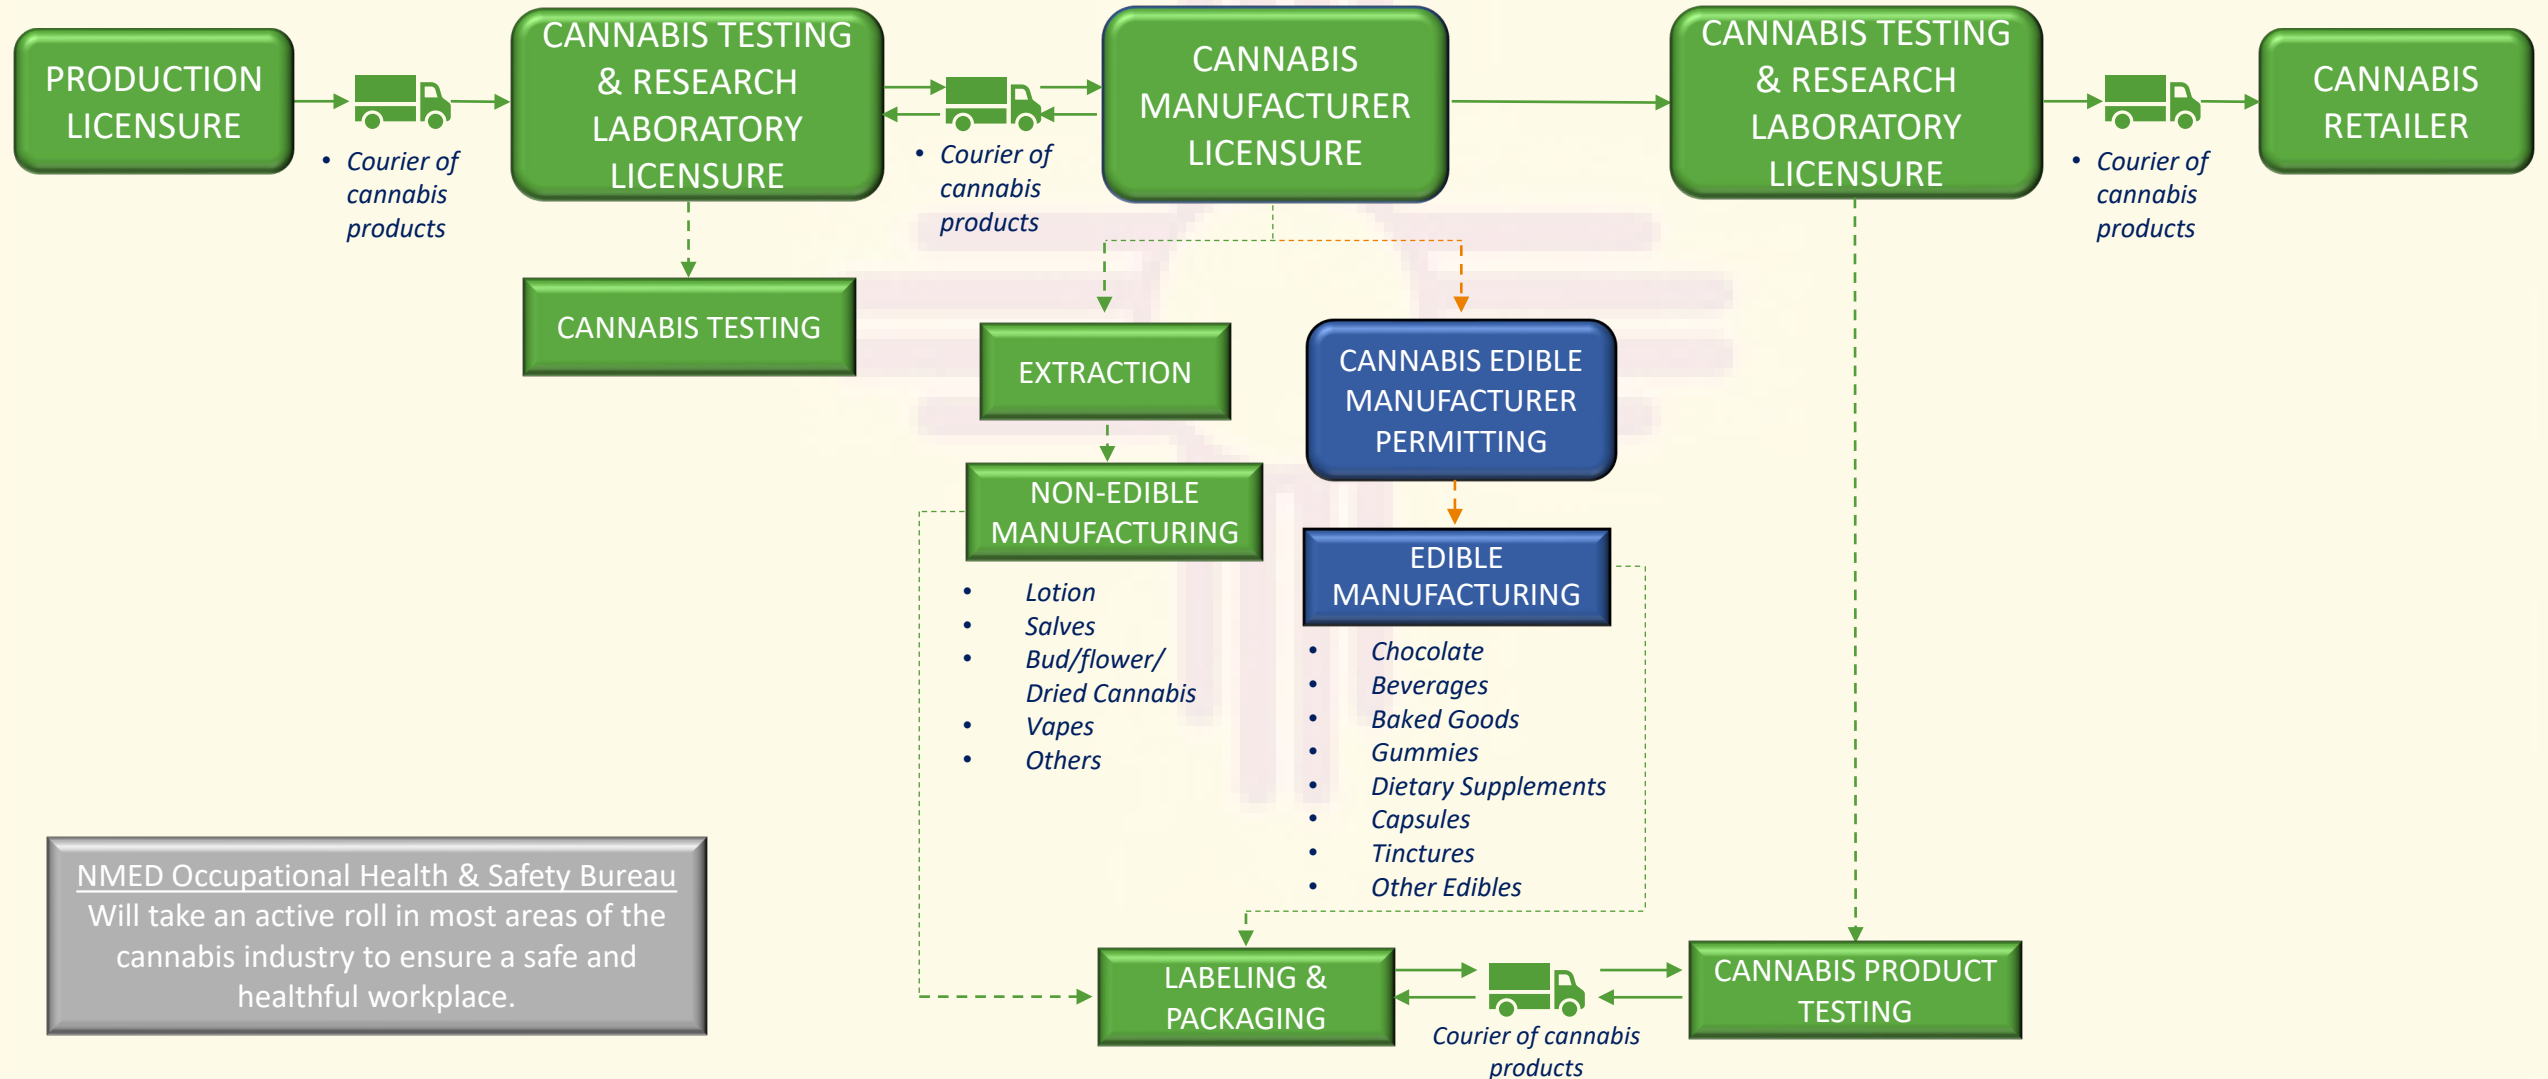 PRODUCTION
LICENSURE
• Courier of
cannabis
products
CANNABIS TESTING
& RESEARCH
LABORATORY
LICENSURE
• Courier of
cannabis
products
CANNABIS
MANUFACTURER
LICENSURE
CANNABIS TESTING
& RESEARCH
LABORATORY
LICENSURE
• Courier of
cannabis
products
CANNABIS
RETAILER
CANNABIS TESTING
EXTRACTION
NON-EDIBLE
MANUFACTURING
• Lotion
• Salves
• Bud/flower/
Dried Cannabis
• Vapes
• Others
CANNABIS EDIBLE
MANUFACTURER
PERMITTING
EDIBLE
MANUFACTURING
• Chocolate
• Beverages
• Baked Goods
• Gummies
• Dietary Supplements
• Capsules
• Tinctures
• Other Edibles
NMED Occupational Health & Safety Bureau
Will take an active roll in most areas of the
cannabis industry to ensure a safe and
healthful workplace.
LABELING &
PACKAGING
Courier of cannabis
products
CANNABIS PRODUCT
TESTING